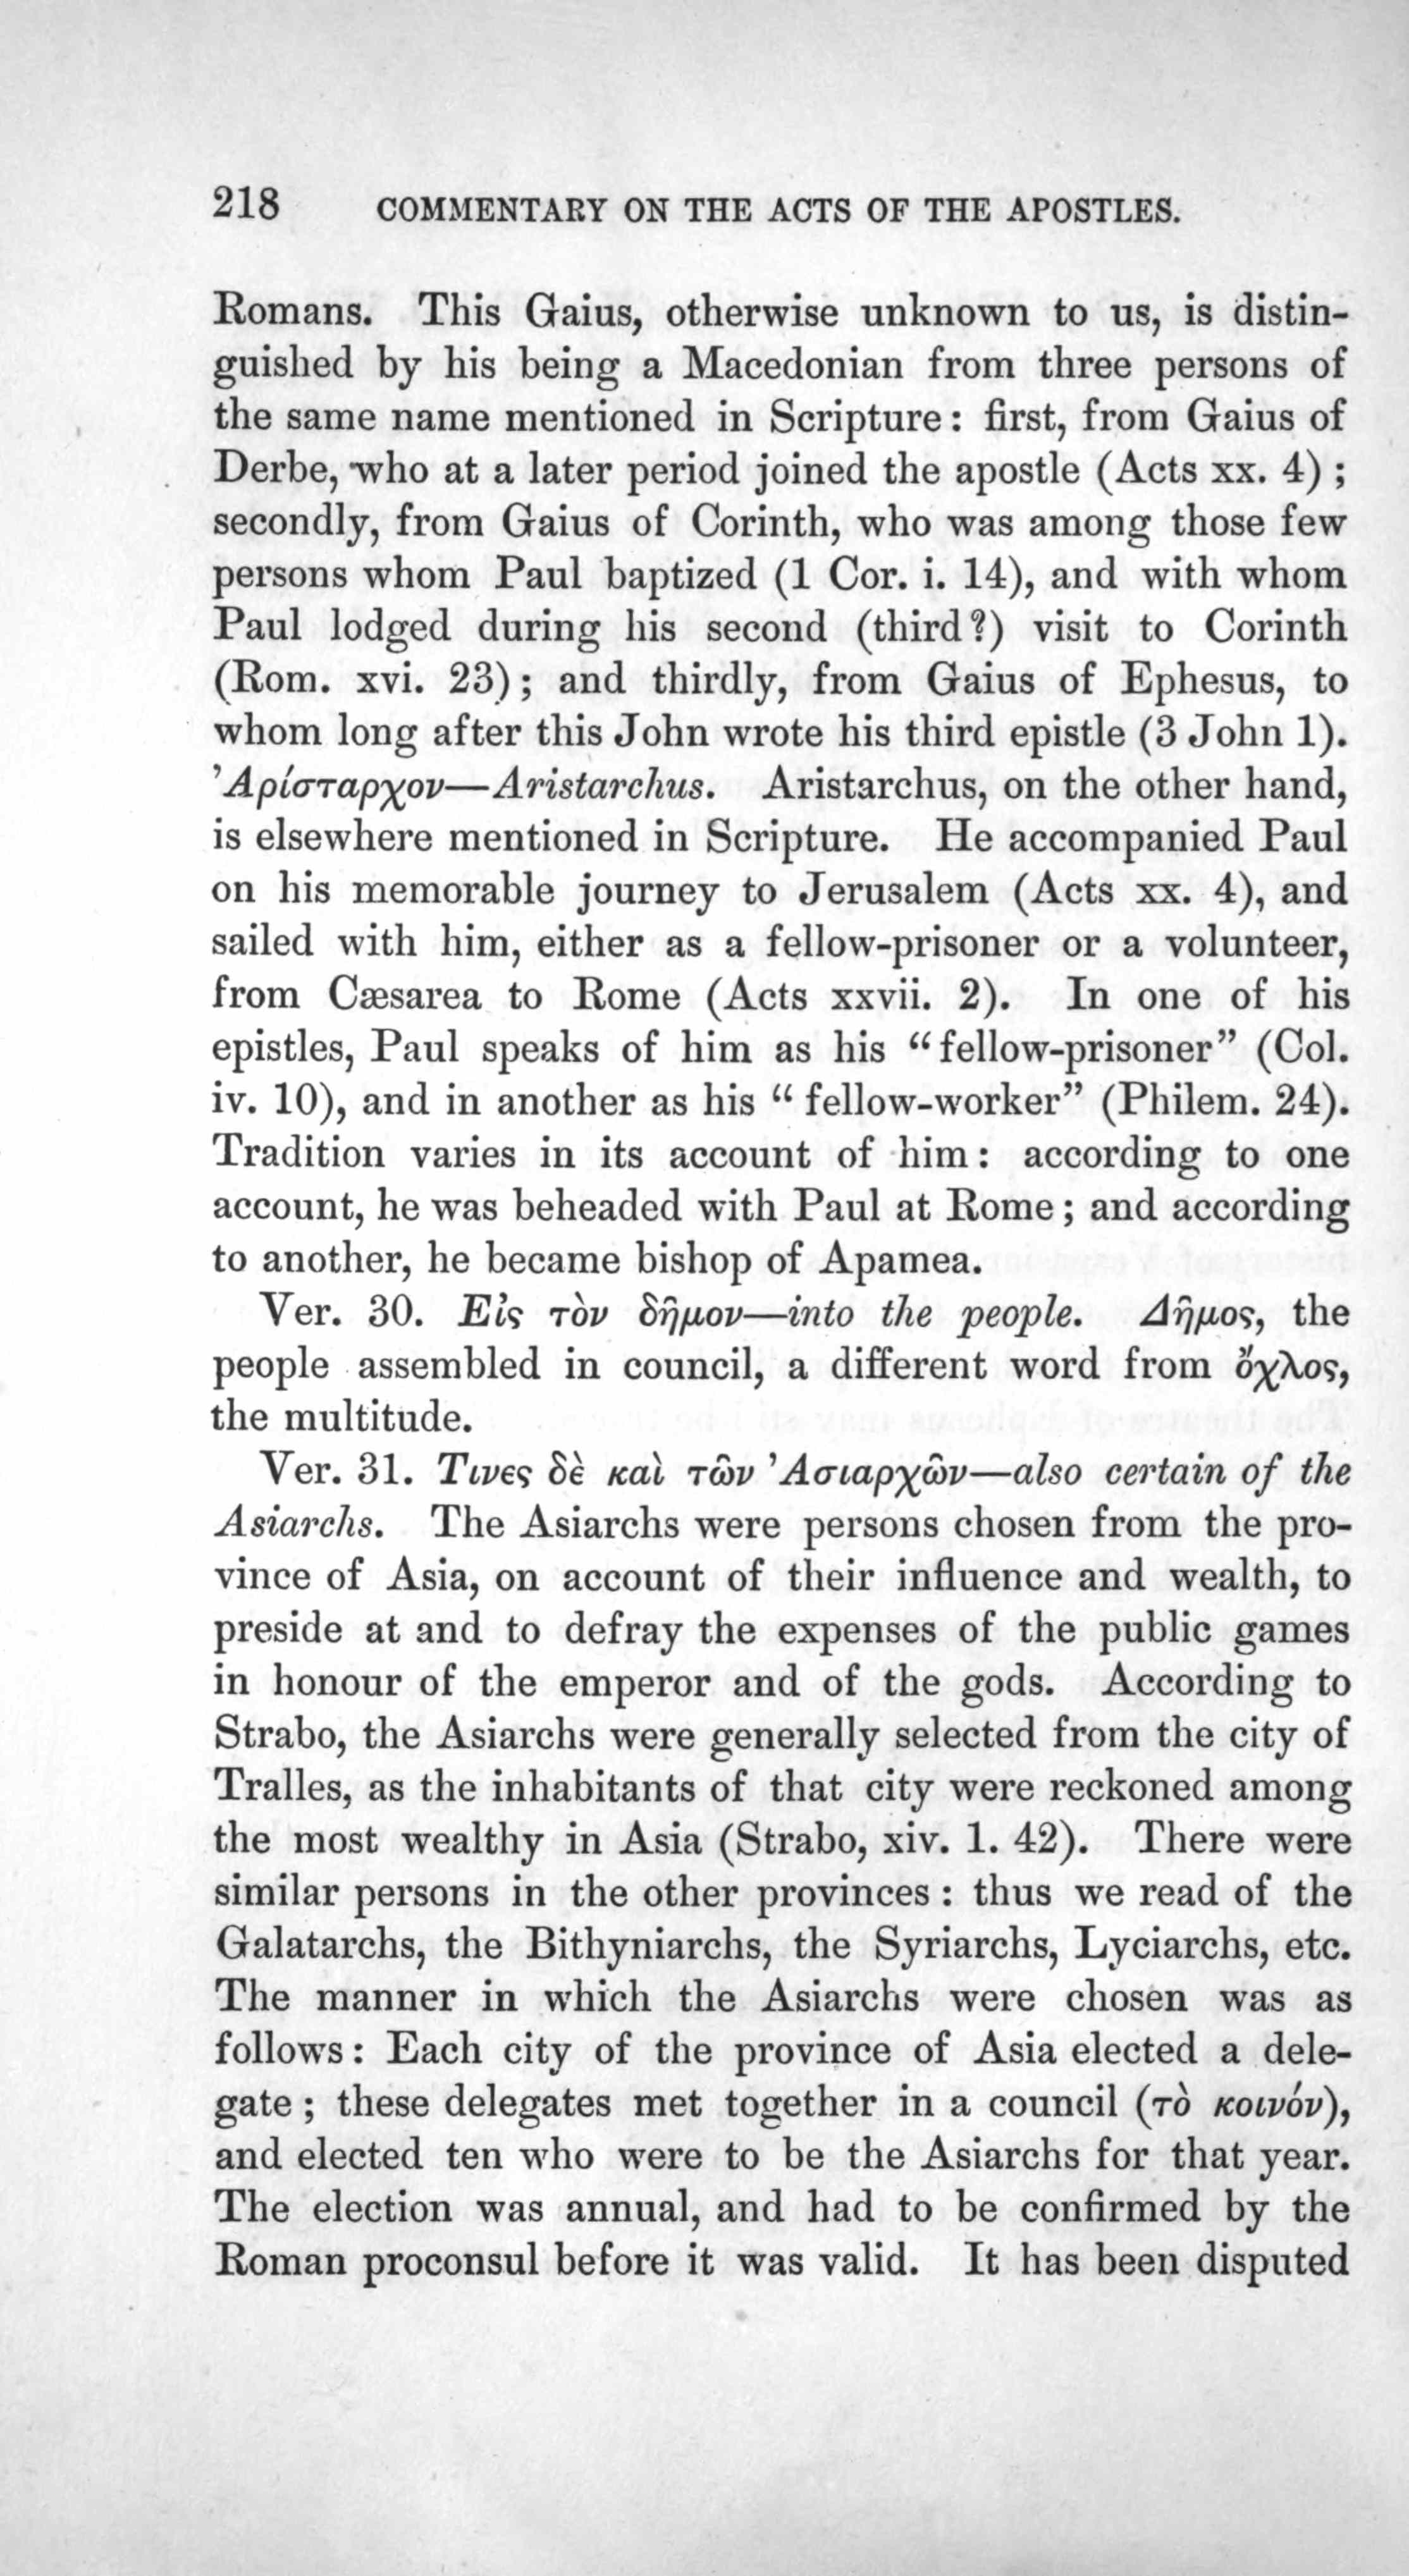 218 COMMENTARY ON THE ACTS OF THE APOSTLES.
Romans. This Gaius, otherwise unknown to us, is distin-
guished by his being a Macedonian from three persons of
the same name mentioned in Scripture: first, from Gaius of
Derbe, who at a later period joined the apostle (Acts xx. 4);
secondly, from Gaius of Corinth, who was among those few
persons whom Paul baptized (1 Cor. i. 14), and with whom
Paul lodged during his second (third?) visit to Corinth
(Rom. xvi. 23); and thirdly, from Gaius of Ephesus, to
whom long after this John wrote his third epistle (3 John 1).
Ἀρίσταρχον—Aristarchus. Aristarchus, on the other hand,
is elsewhere mentioned in Scripture. He accompanied Paul
on his memorable journey to Jerusalem (Acts xx. 4), and
sailed with him, either as a fellow-prisoner or a volunteer,
from Cæsarea to Rome (Acts xxvii. 2). In one of his
epistles, Paul speaks of him as his “fellow-prisoner” (Col.
iv. 10), and in another as his “fellow-worker” (Philem. 24).
Tradition varies in its account of him: according to one
account, he was beheaded with Paul at Rome; and according
to another, he became bishop of Apamea.
Ver. 30. Εἰς τὸν δῆμον—into the people. Δῆμος, the
people assembled in council, a different word from ὄχλος,
the multitude.
Ver. 31. Τινες δὲ καὶ τῶν Ἀσιαρχῶν—also certain of the
Asiarchs. The Asiarchs were persons chosen from the pro-
vince of Asia, on account of their influence and wealth, to
preside at and to defray the expenses of the public games
in honour of the emperor and of the gods. According to
Strabo, the Asiarchs were generally selected from the city of
Tralles, as the inhabitants of that city were reckoned among
the most wealthy in Asia (Strabo, xiv. 1. 42). There were
similar persons in the other provinces: thus we read of the
Galatarchs, the Bithyniarchs, the Syriarchs, Lyciarchs, etc.
The manner in which the Asiarchs were chosen was as
follows: Each city of the province of Asia elected a dele-
gate; these delegates met together in a council (τὸ κοινόν),
and elected ten who were to be the Asiarchs for that year.
The election was annual, and had to be confirmed by the
Roman proconsul before it was valid. It has been disputed